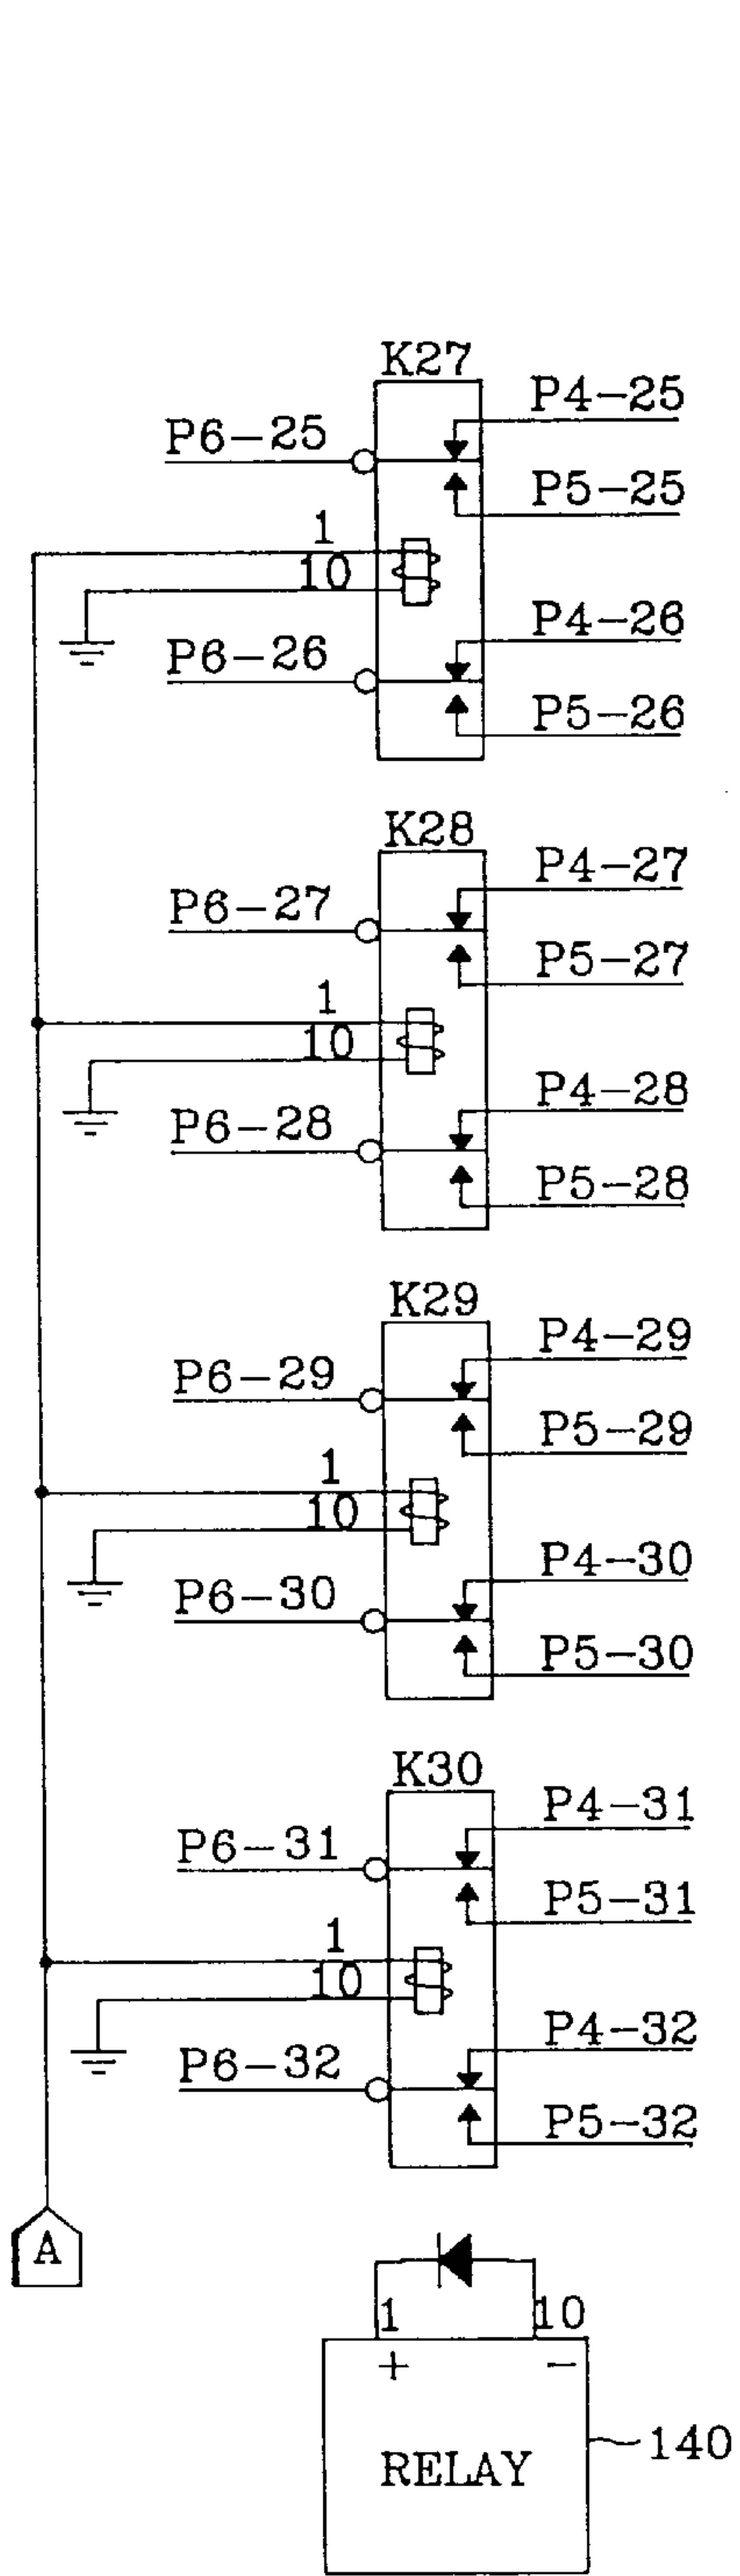 K27
P4-25
P6-25
P5-25
1
10
P4-26
P6-26
P5-26
K28
P4-27
P6-27
P5-27
1
10
P4-28
P6-28
P5-28
K29
P4-29
P6-29
P5-29
1
10
P4-30
P6-30
P5-30
K30
P4-31
P6-31
P5-31
1
10
P4-32
P6-32
P5-32
A
1 10
+ −
RELAY 140